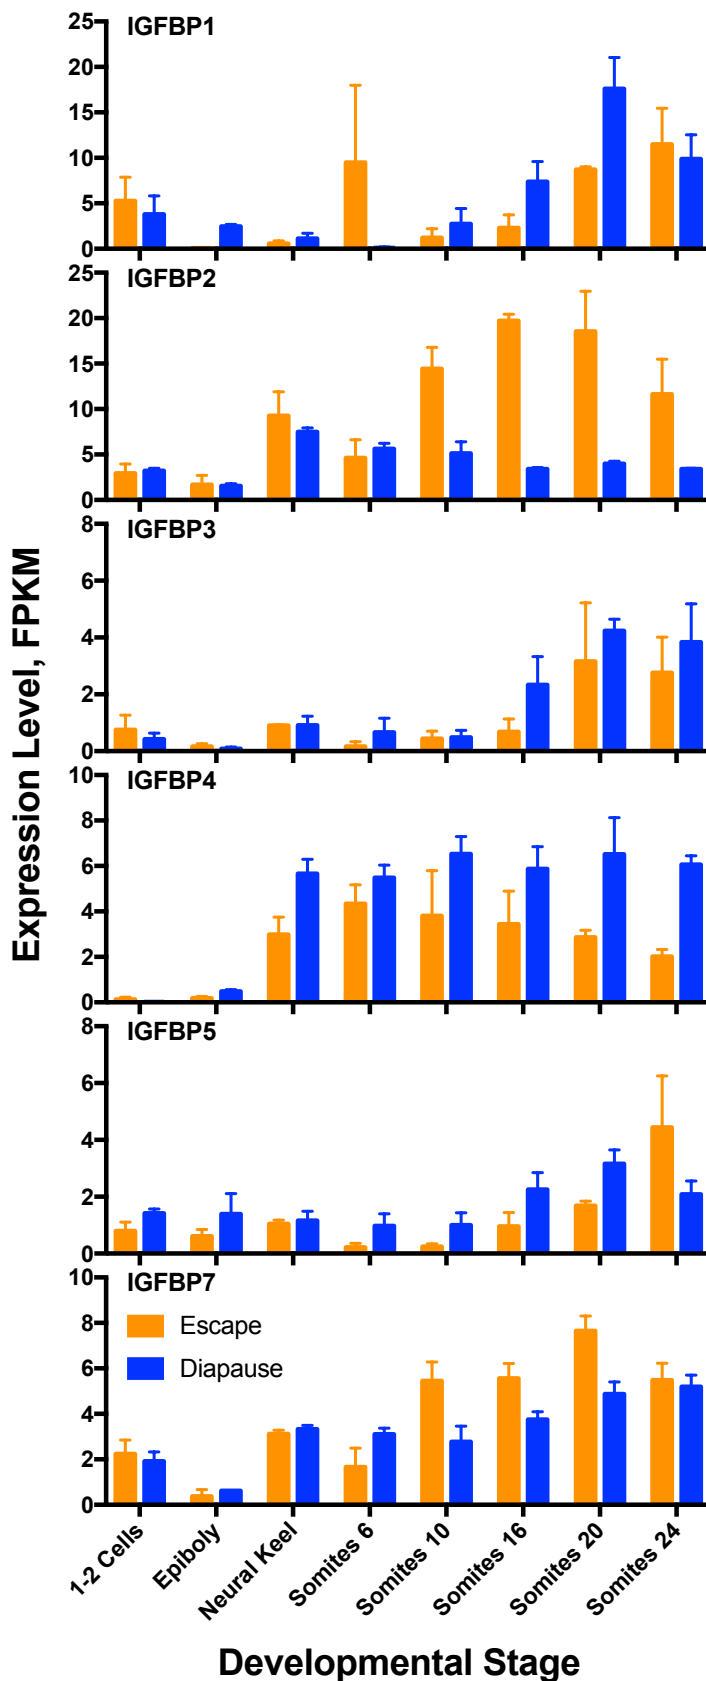 Expression Level, FPKM
IGFBP1
25
20
15
10
5
0
IGFBP2
25
20
15
10
5
0
IGFBP3
8
6
4
2
0
IGFBP4
10
8
6
4
2
0
IGFBP5
8
6
4
2
0
IGFBP7
10
8
6
4
2
0
Escape
Diapause
1-2 Cells
Epiboly
Neural Keel
Somites 6
Somites 10
Somites 16
Somites 20
Somites 24
Developmental Stage